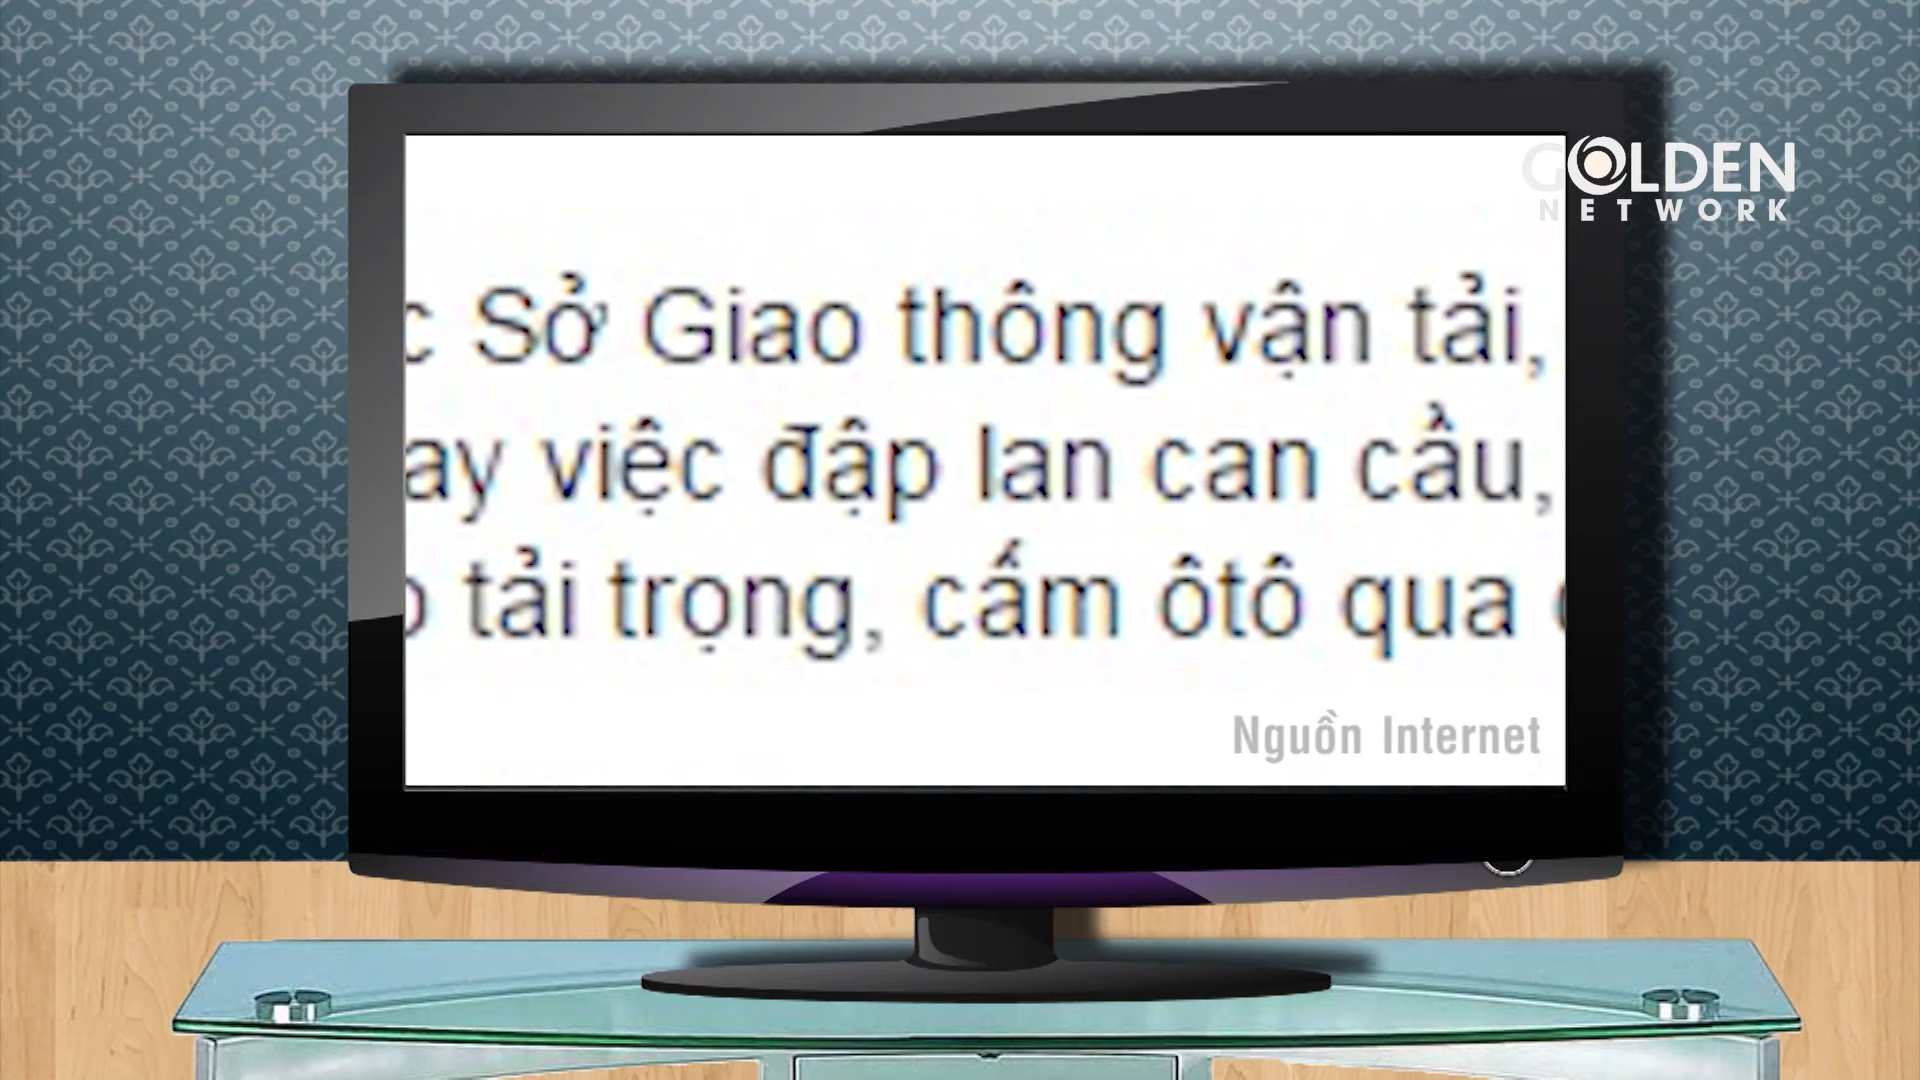 GOLDEN
NETWORK
c Sở Giao thông vận tải,
ay việc đập lan can cầu,
tải trọng, cấm ôtô qua
Nguồn Internet